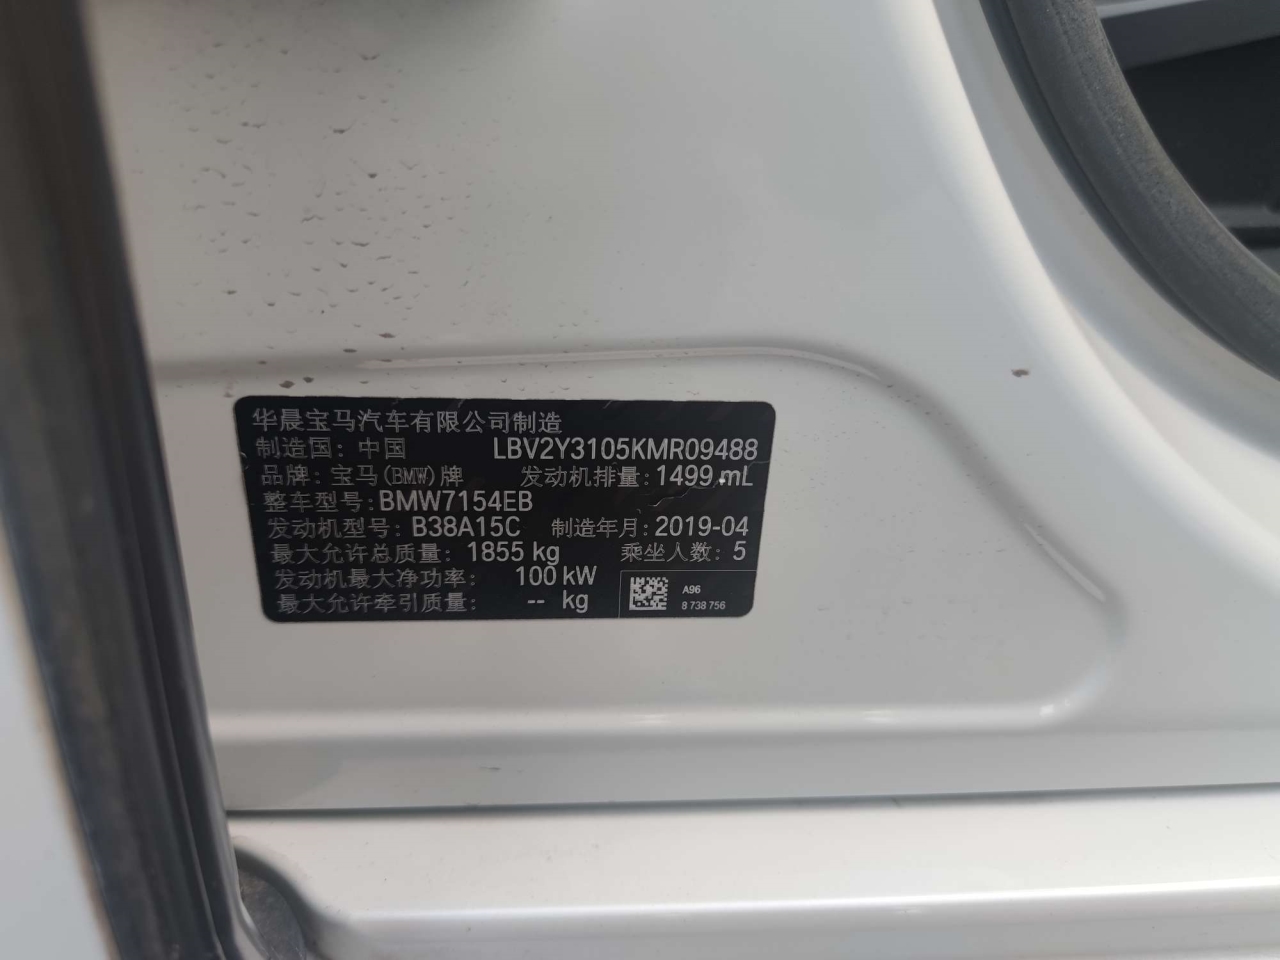 华晨宝马汽车有限公司制造
制造国：中国 LBV2Y3105KMR09488
品牌：宝马(BMW)牌 发动机排量：1499 mL
整车型号：BMW7154EB
发动机型号：B38A15C 制造年月：2019-04
最大允许总质量：1855 kg 乘坐人数：5
发动机最大净功率：100 kW
最大允许牵引质量：-- kg
A96
8 738 756